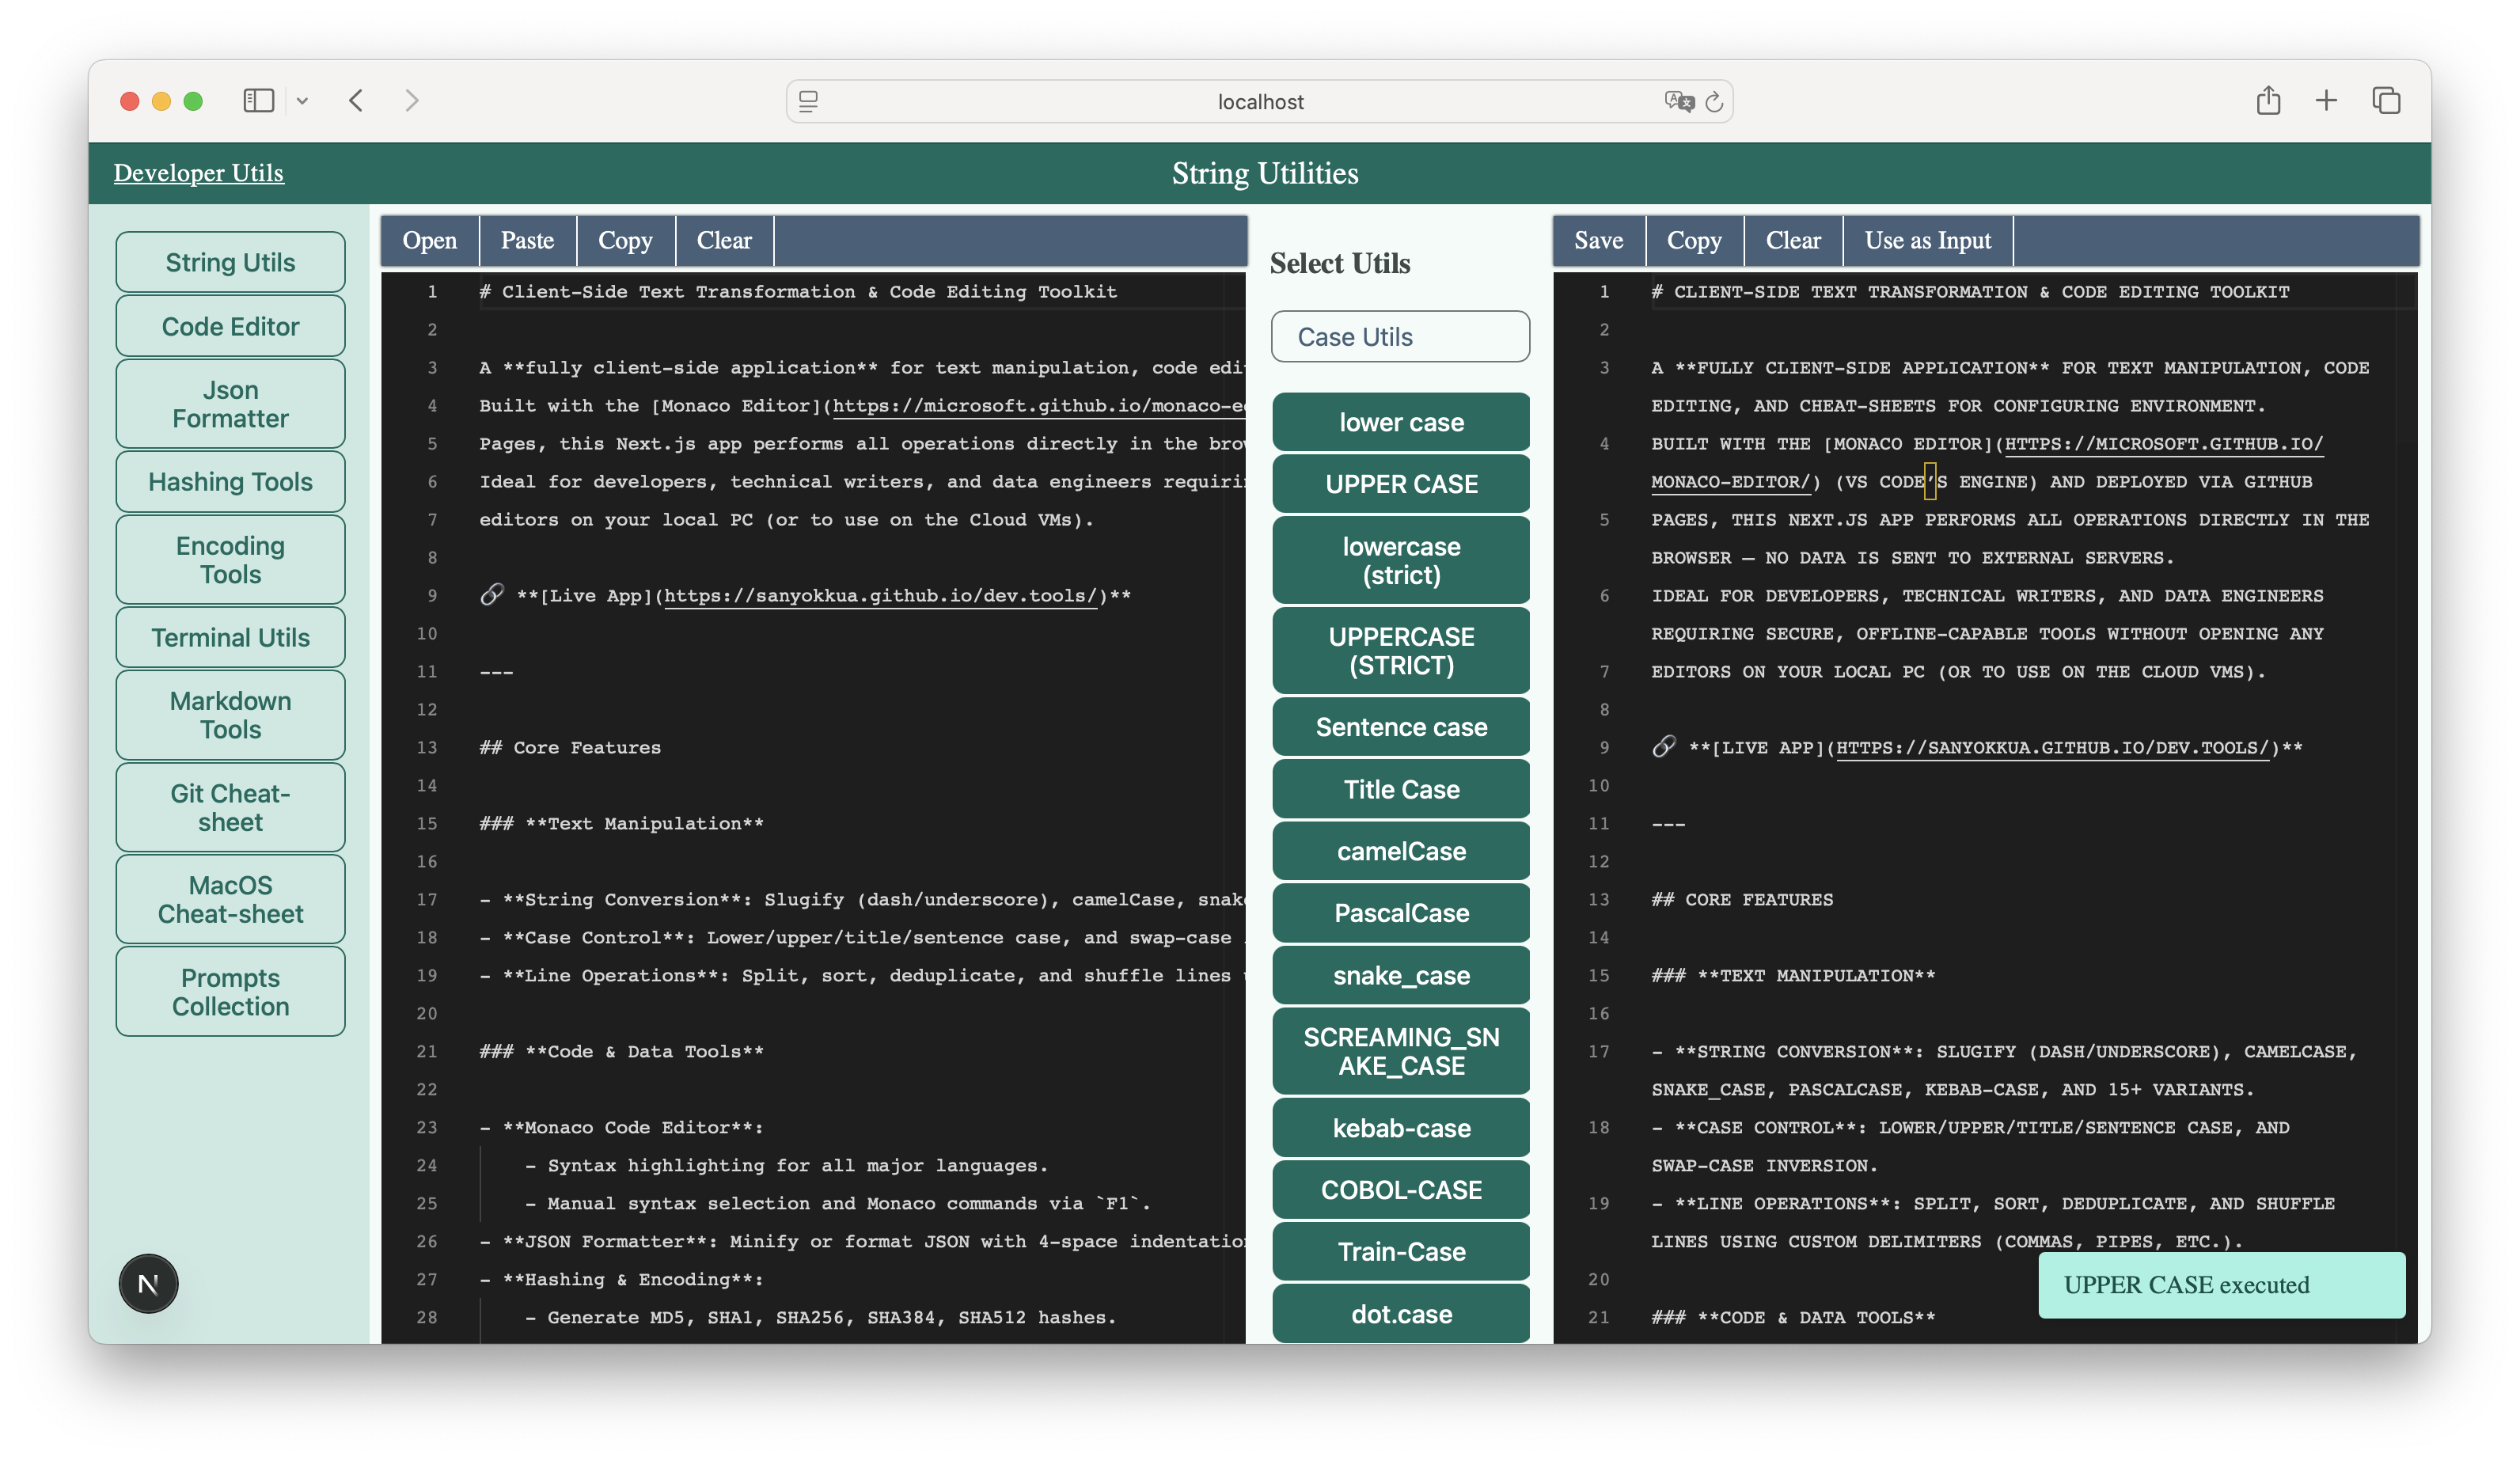 localhost
Developer Utils
String Utilities
String Utils
Code Editor
Json
Formatter
Hashing Tools
Encoding
Tools
Terminal Utils
Markdown
Tools
Git Cheat-
sheet
MacOS
Cheat-sheet
Prompts
Collection
N
Open Paste Copy Clear
1 # Client-Side Text Transformation & Code Editing Toolkit
2
3 A **fully client-side application** for text manipulation, code edi
4 Built with the [Monaco Editor](https://microsoft.github.io/monaco-e
5 Pages, this Next.js app performs all operations directly in the bro
6 Ideal for developers, technical writers, and data engineers requiri
7 editors on your local PC (or to use on the Cloud VMs).
8
9 🔗 **[Live App](https://sanyokkua.github.io/dev.tools/)**
10
11 ---
12
13 ## Core Features
14
15 ### **Text Manipulation**
16
17 - **String Conversion**: Slugify (dash/underscore), camelCase, snak
18 - **Case Control**: Lower/upper/title/sentence case, and swap-case
19 - **Line Operations**: Split, sort, deduplicate, and shuffle lines
20
21 ### **Code & Data Tools**
22
23 - **Monaco Code Editor**:
24 - Syntax highlighting for all major languages.
25 - Manual syntax selection and Monaco commands via `F1`.
26 - **JSON Formatter**: Minify or format JSON with 4-space indentatio
27 - **Hashing & Encoding**:
28 - Generate MD5, SHA1, SHA256, SHA384, SHA512 hashes.
Select Utils
Case Utils
lower case
UPPER CASE
lowercase
(strict)
UPPERCASE
(STRICT)
Sentence case
Title Case
camelCase
PascalCase
snake_case
SCREAMING_SN
AKE_CASE
kebab-case
COBOL-CASE
Train-Case
dot.case
Save Copy Clear Use as Input
1 # CLIENT-SIDE TEXT TRANSFORMATION & CODE EDITING TOOLKIT
2
3 A **FULLY CLIENT-SIDE APPLICATION** FOR TEXT MANIPULATION, CODE
EDITING, AND CHEAT-SHEETS FOR CONFIGURING ENVIRONMENT.
4 BUILT WITH THE [MONACO EDITOR](HTTPS://MICROSOFT.GITHUB.IO/
MONACO-EDITOR/) (VS CODE’S ENGINE) AND DEPLOYED VIA GITHUB
5 PAGES, THIS NEXT.JS APP PERFORMS ALL OPERATIONS DIRECTLY IN THE
BROWSER — NO DATA IS SENT TO EXTERNAL SERVERS.
6 IDEAL FOR DEVELOPERS, TECHNICAL WRITERS, AND DATA ENGINEERS
REQUIRING SECURE, OFFLINE-CAPABLE TOOLS WITHOUT OPENING ANY
7 EDITORS ON YOUR LOCAL PC (OR TO USE ON THE CLOUD VMS).
8
9 🔗 **[LIVE APP](HTTPS://SANYOKKUA.GITHUB.IO/DEV.TOOLS/)**
10
11 ---
12
13 ## CORE FEATURES
14
15 ### **TEXT MANIPULATION**
16
17 - **STRING CONVERSION**: SLUGIFY (DASH/UNDERSCORE), CAMELCASE,
SNAKE_CASE, PASCALCASE, KEBAB-CASE, AND 15+ VARIANTS.
18 - **CASE CONTROL**: LOWER/UPPER/TITLE/SENTENCE CASE, AND
SWAP-CASE INVERSION.
19 - **LINE OPERATIONS**: SPLIT, SORT, DEDUPLICATE, AND SHUFFLE
LINES USING CUSTOM DELIMITERS (COMMAS, PIPES, ETC.).
20
21 ### **CODE & DATA TOOLS**
UPPER CASE executed